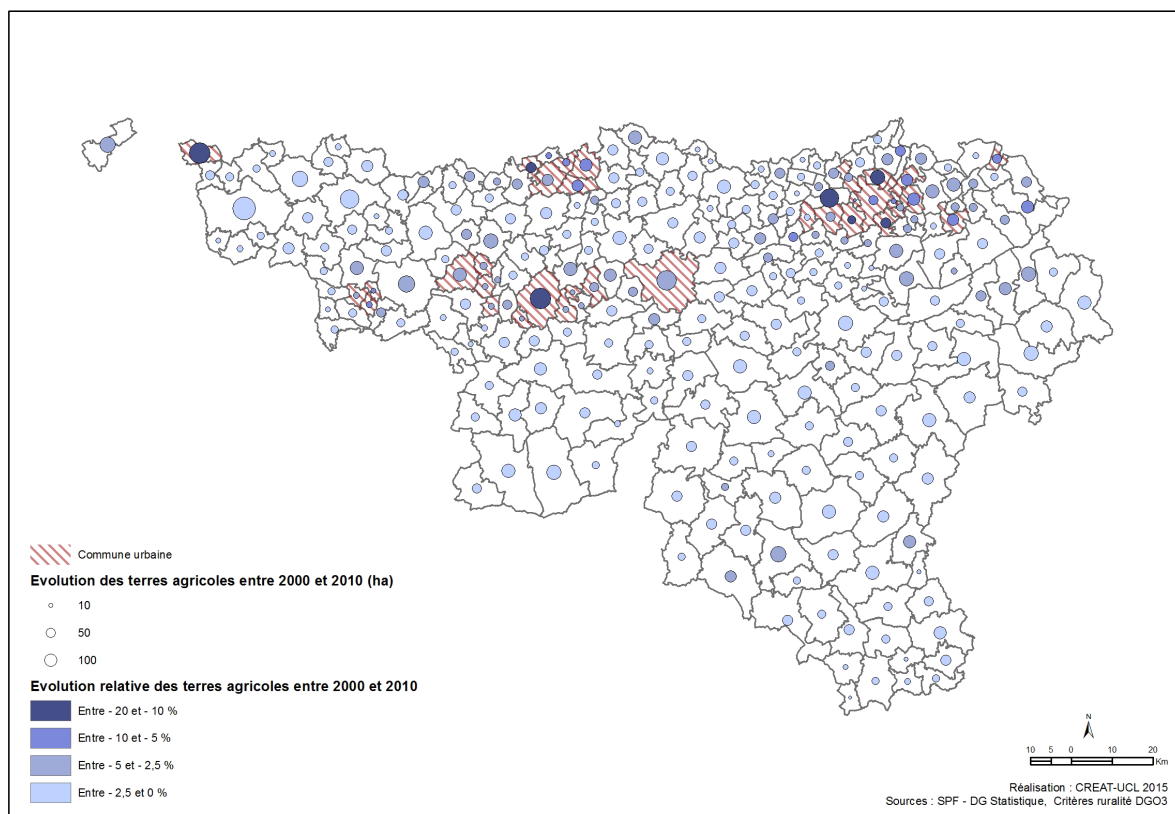 Commune urbaine
Evolution des terres agricoles entre 2000 et 2010 (ha)
10
50
100
Evolution relative des terres agricoles entre 2000 et 2010
Entre - 20 et - 10 %
Entre - 10 et - 5 %
Entre - 5 et - 2,5 %
Entre - 2,5 et 0 %
N
10 5 0 10 20
Km
Réalisation : CREAT-UCL 2015
Sources : SPF - DG Statistique, Critères ruralité DGO3